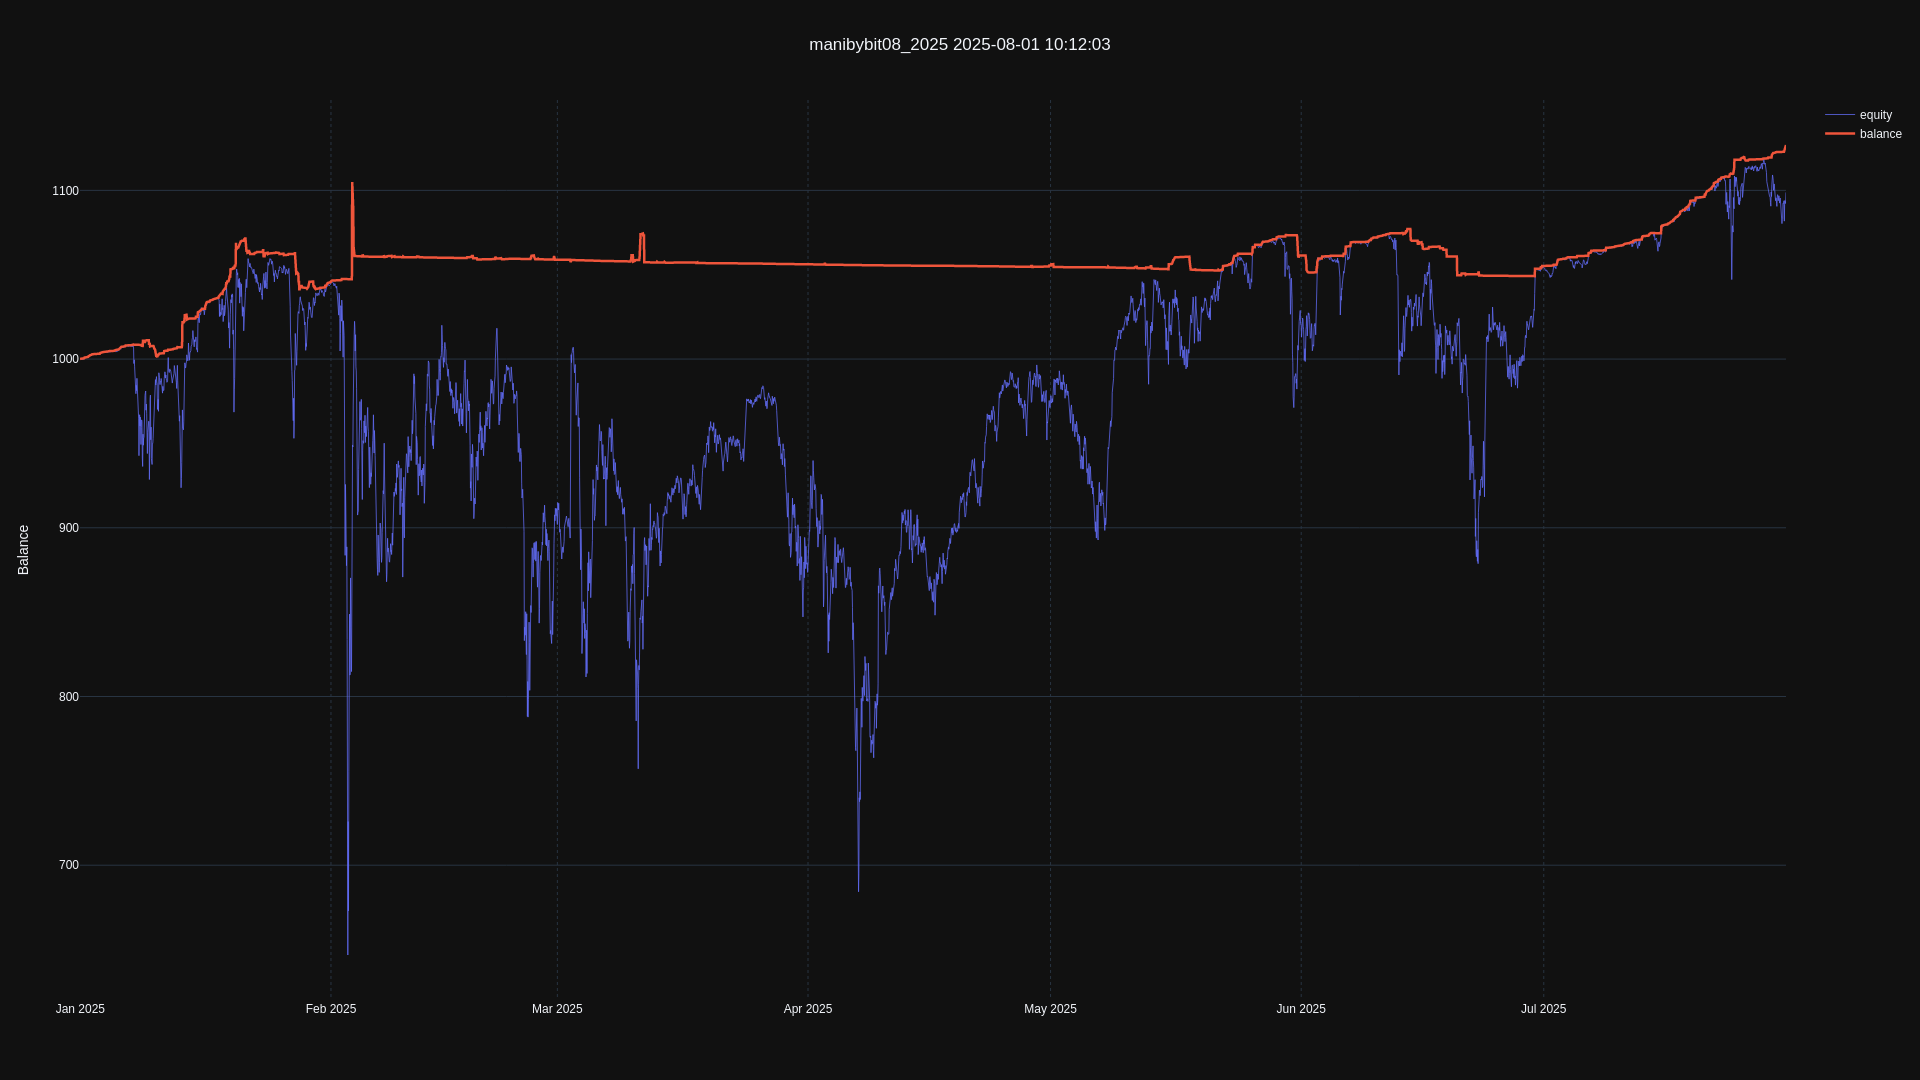 manibybit08_2025 2025-08-01 10:12:03
equity
balance
1100
1000
900
800
700
Balance
Jan 2025
Feb 2025
Mar 2025
Apr 2025
May 2025
Jun 2025
Jul 2025